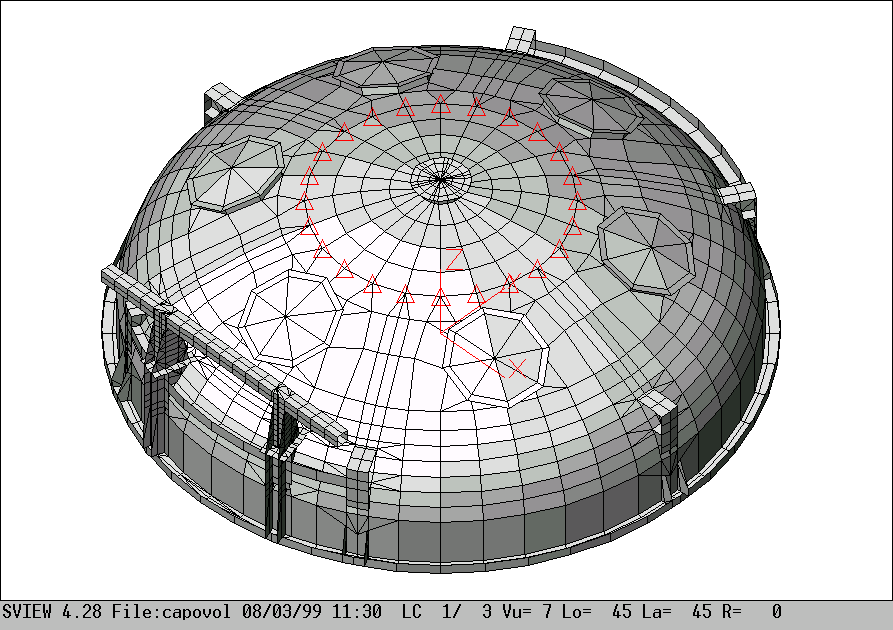 Z
X
SVIEW 4.28 File:capovol 08/03/99 11:30 LC 1/ 3 Vu= 7 Lo= 45 La= 45 R= 0